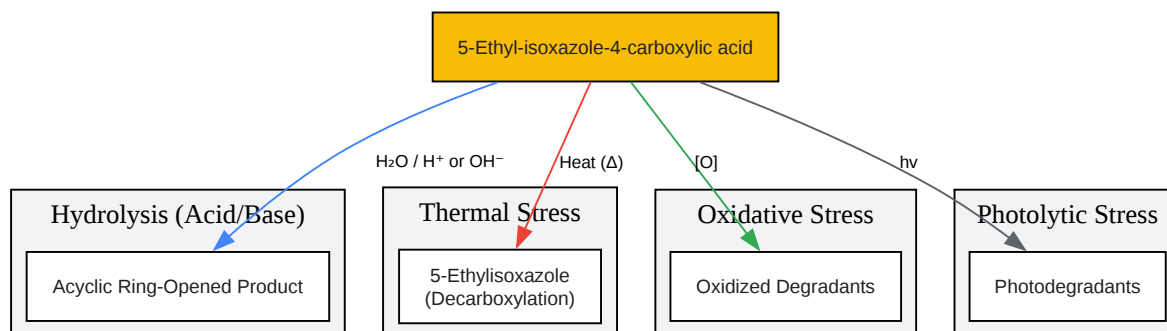 5-Ethyl-isoxazole-4-carboxylic acid
H₂O / H⁺ or OH⁻
Heat (Δ)
[O]
hv
Hydrolysis (Acid/Base)
Thermal Stress
Oxidative Stress
Photolytic Stress
Acyclic Ring-Opened Product
5-Ethylisoxazole
(Decarboxylation)
Oxidized Degradants
Photodegradants